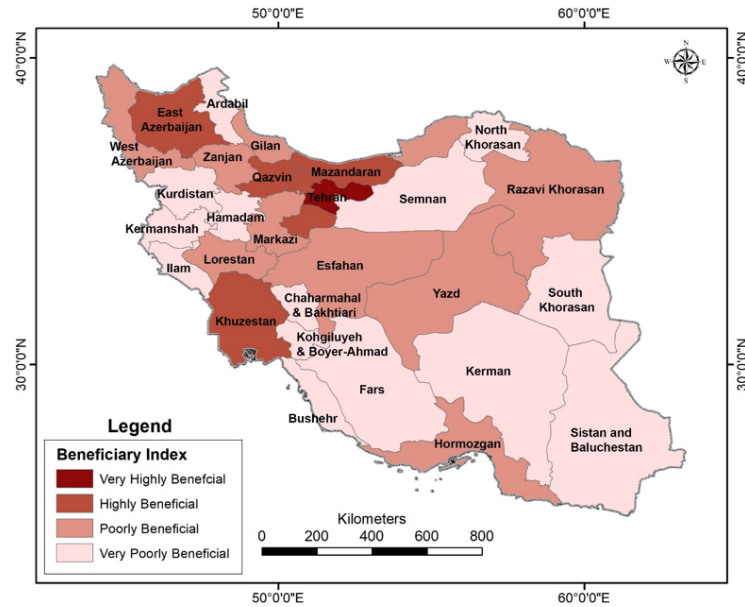 50°0'0"E
60°0'0"E
40°0'0"N
40°0'0"N
N
W
E
S
East
Azerbaijan
Ardabil
West
Azerbaijan
Gilan
Zanjan
North
Khorasan
Qazvin
Mazandaran
Razavi Khorasan
Kurdistan
Tehran
Semnan
Hamadam
Kermanshah
Markazi
Ilam
Lorestan
Esfahan
Yazd
South
Khorasan
Chaharmahal
& Bakhtiari
Khuzestan
Kohgiluyeh
& Boyer-Ahmad
30°0'0"N
30°0'0"N
Kerman
Fars
Bushehr
Hormozgan
Sistan and
Baluchestan
Legend
Beneficiary Index
Very Highly Benefcial
Highly Beneficial
Poorly Beneficial
Very Poorly Beneficial
Kilometers
0 200 400 600 800
50°0'0"E
60°0'0"E